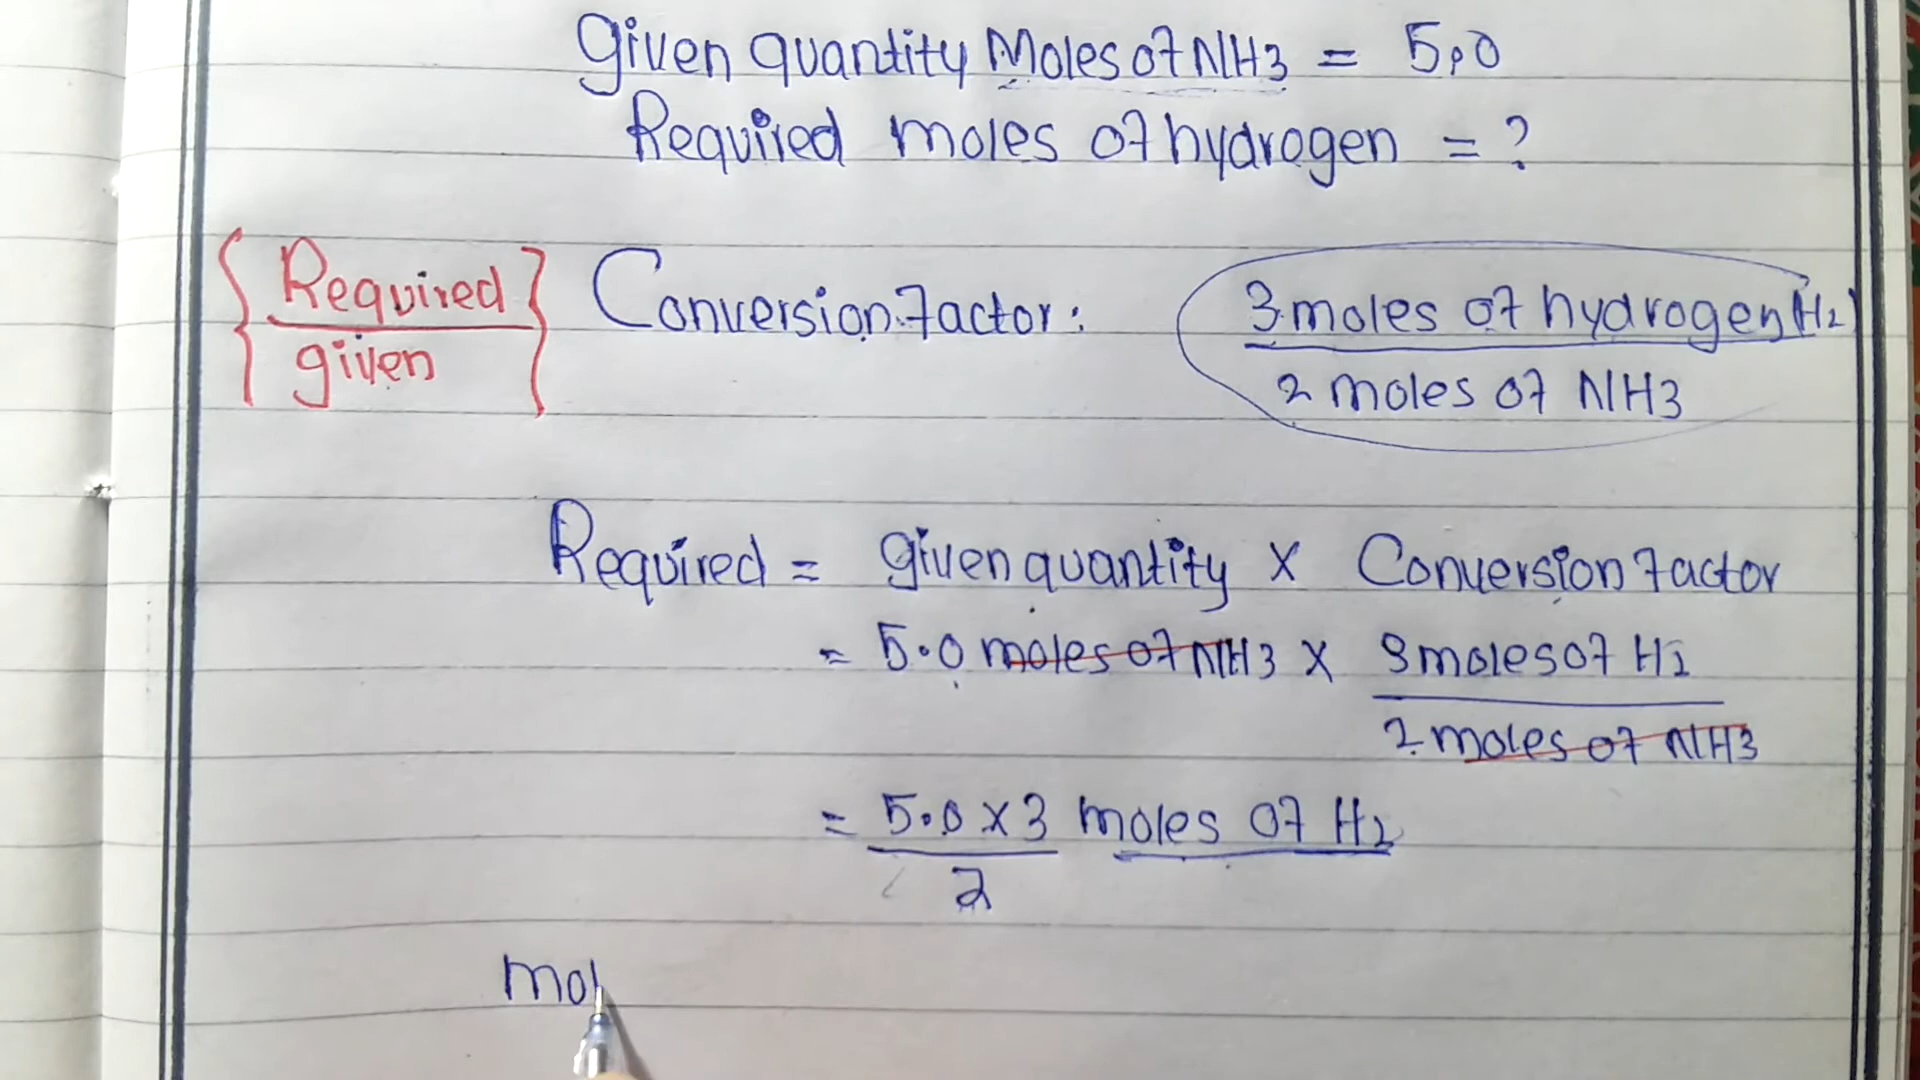 Given quantity Moles of NH3 = 5.0
Required moles of hydrogen = ?
{Required / given} Conversion factor : 3 moles of hydrogen(H2)
2 moles of NH3
Required = given quantity x Conversion factor
= 5.0 moles of NH3 x 3 moles of H2
2 moles of NH3
= 5.0 x 3 moles of H2
2
mol